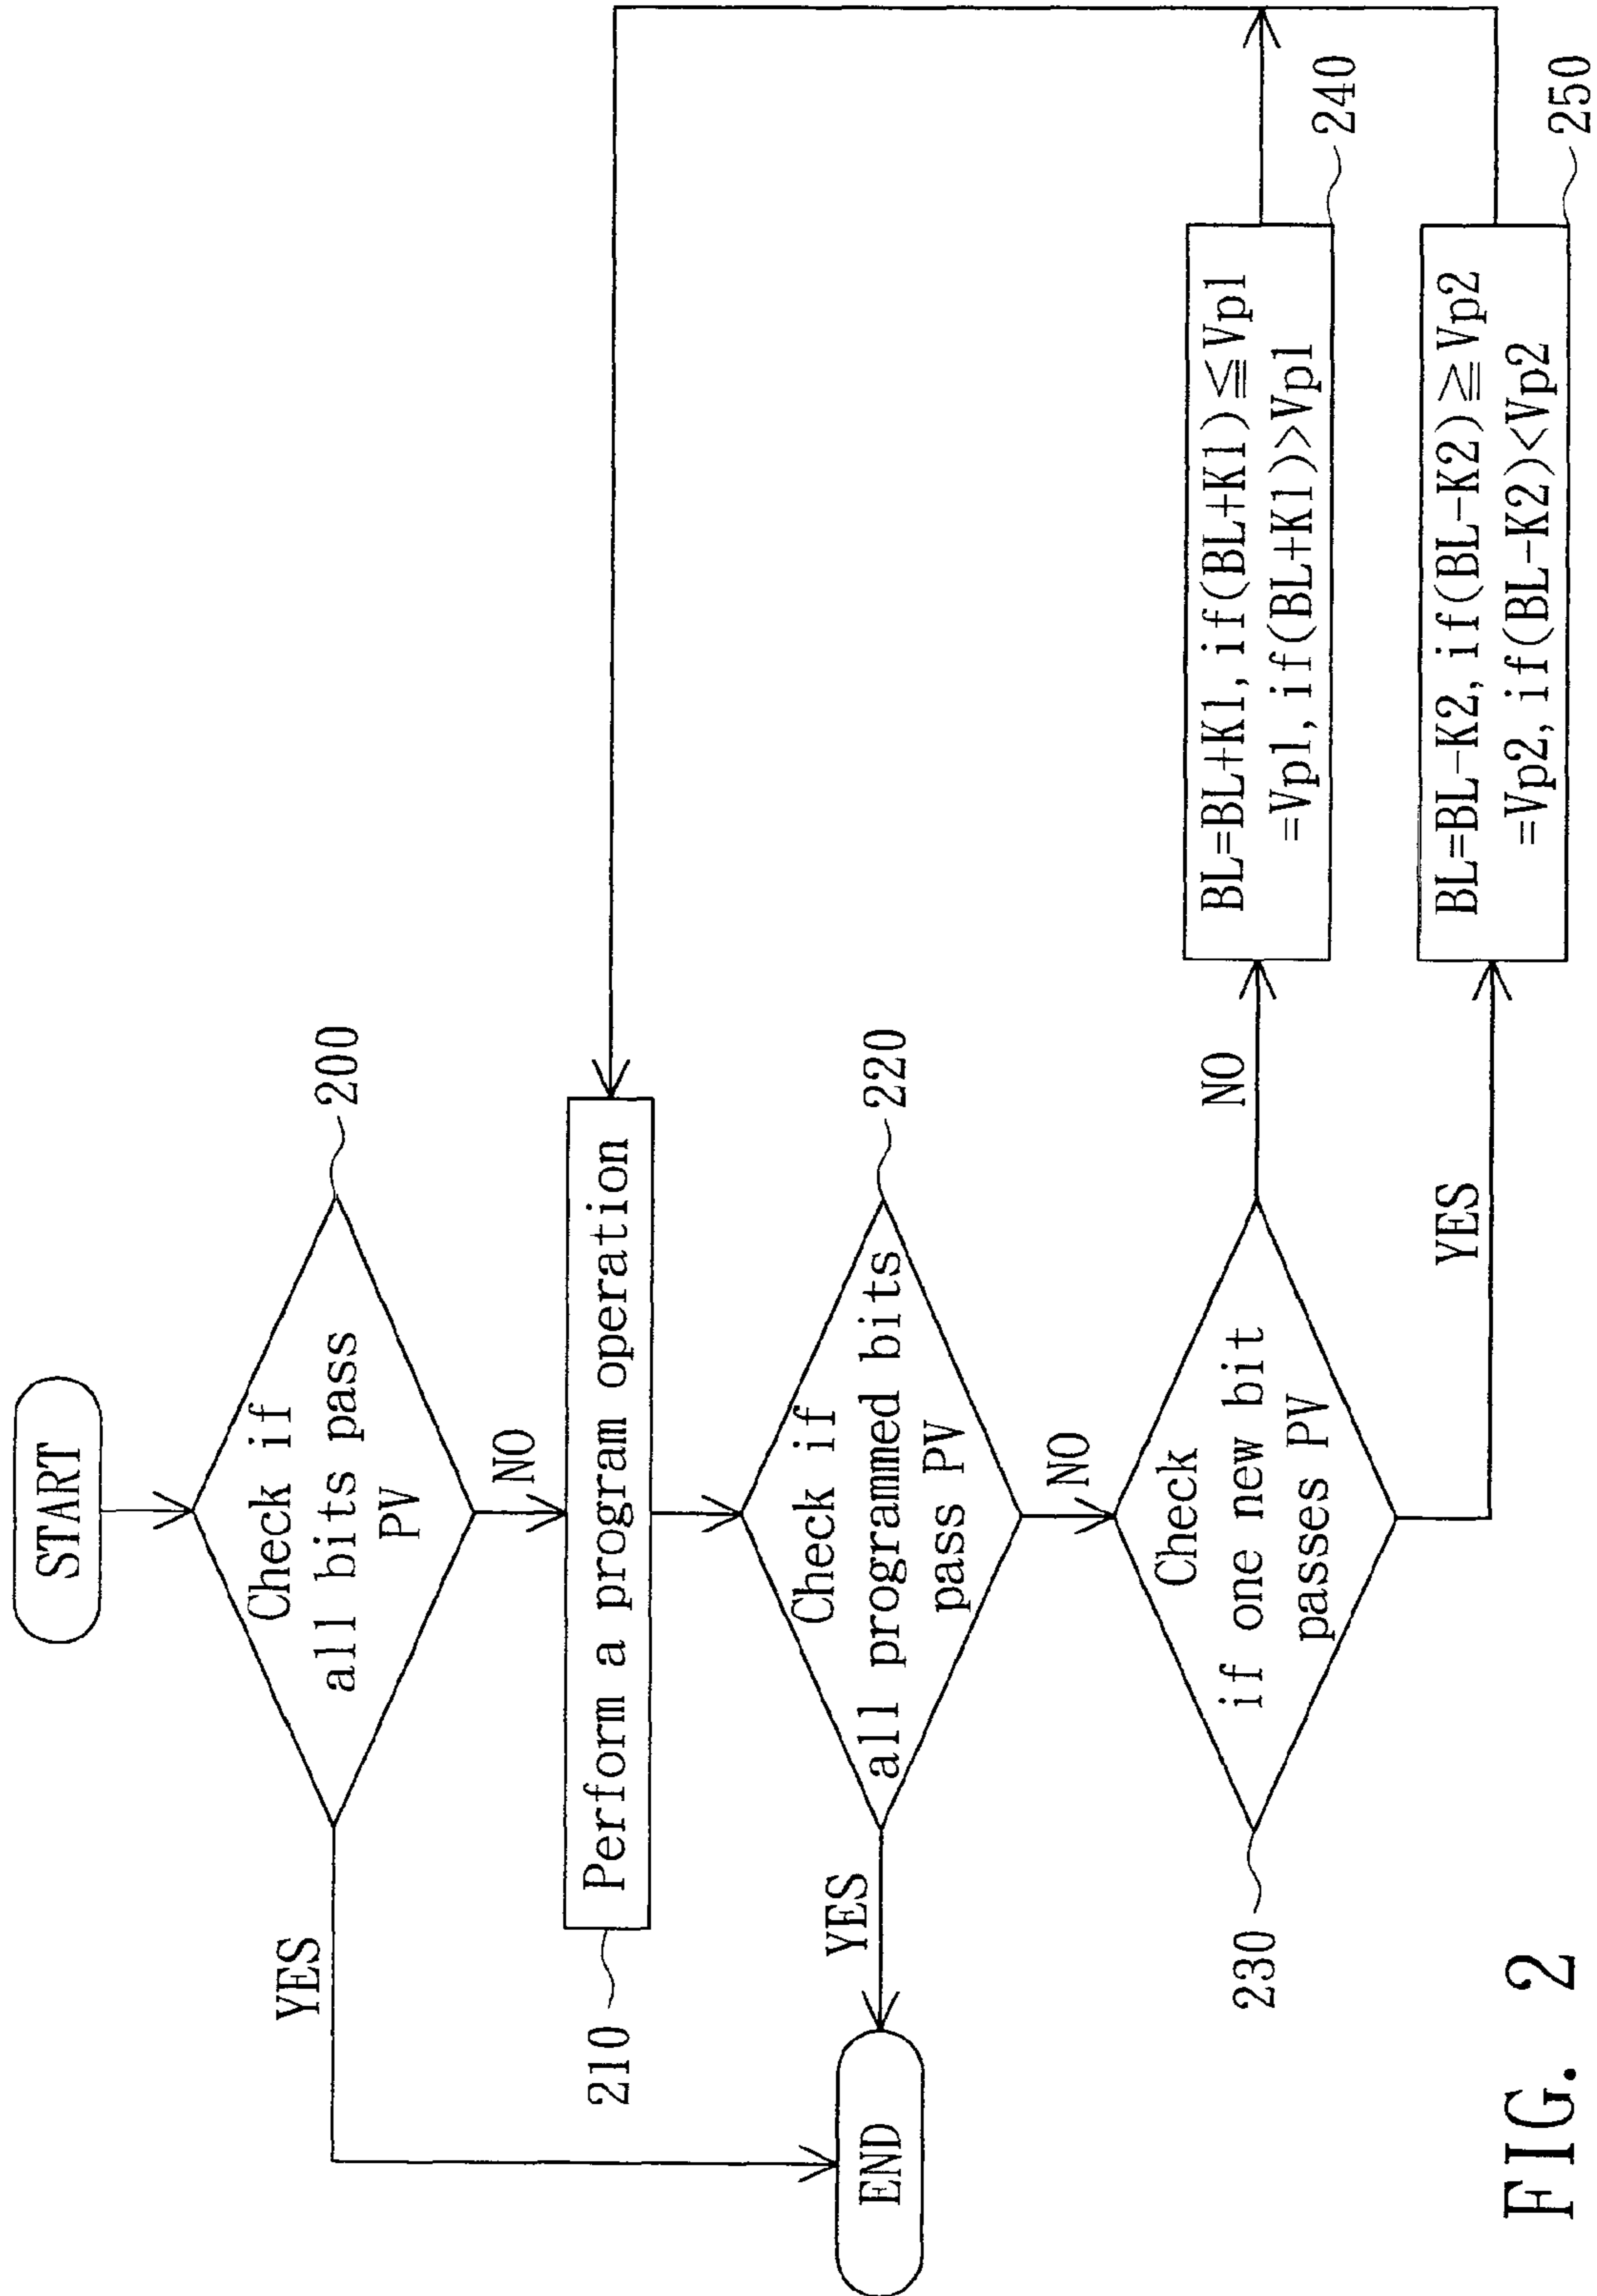 START
Check if
all bits pass
PV
200
YES
NO
Perform a program operation
210
Check if
all programmed bits
pass PV
220
YES
END
NO
Check
if one new bit
passes PV
230
NO
BL=BL+K1, if(BL+K1)≦Vp1
=Vp1, if(BL+K1)>Vp1
240
YES
BL=BL-K2, if(BL-K2)≧Vp2
=Vp2, if(BL-K2)<Vp2
250
FIG. 2